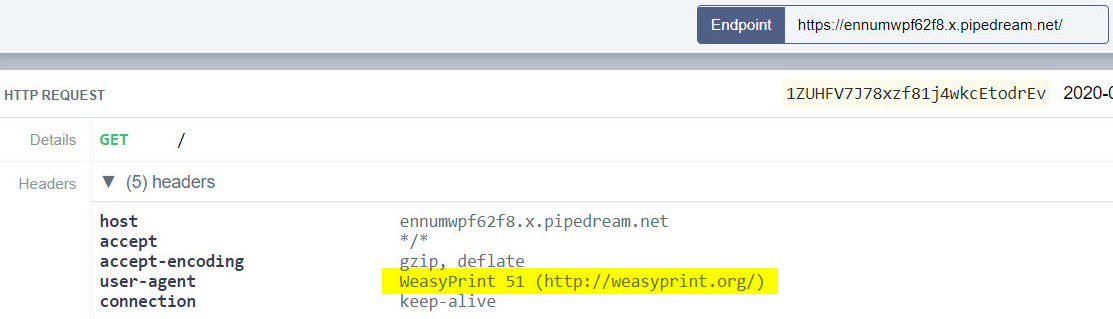 Endpoint https://ennumwpf62f8.x.pipedream.net/
HTTP REQUEST 1ZUHFV7J78xzf81j4wkcEtodrEv 2020-0
Details GET /
Headers ▼ (5) headers
host ennumwpf62f8.x.pipedream.net
accept */*
accept-encoding gzip, deflate
user-agent WeasyPrint 51 (http://weasyprint.org/)
connection keep-alive